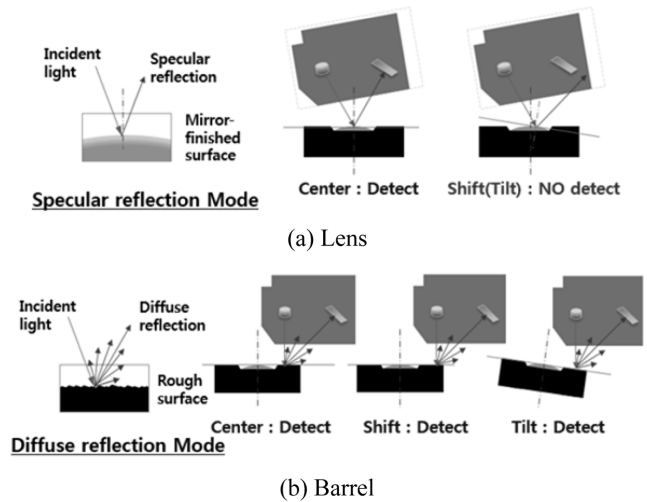 Incident light
Specular reflection
Mirror-finished surface
Specular reflection Mode
Center : Detect
Shift(Tilt) : NO detect
(a) Lens
Incident light
Diffuse reflection
Rough surface
Diffuse reflection Mode
Center : Detect
Shift : Detect
Tilt : Detect
(b) Barrel